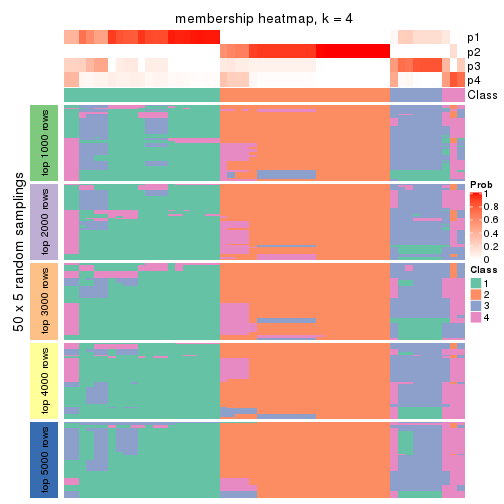 membership heatmap, k = 4
p1
p2
p3
p4
Class
50 x 5 random samplings
top 1000 rows
top 2000 rows
top 3000 rows
top 4000 rows
top 5000 rows
Prob
1
0.8
0.6
0.4
0.2
0
Class
1
2
3
4